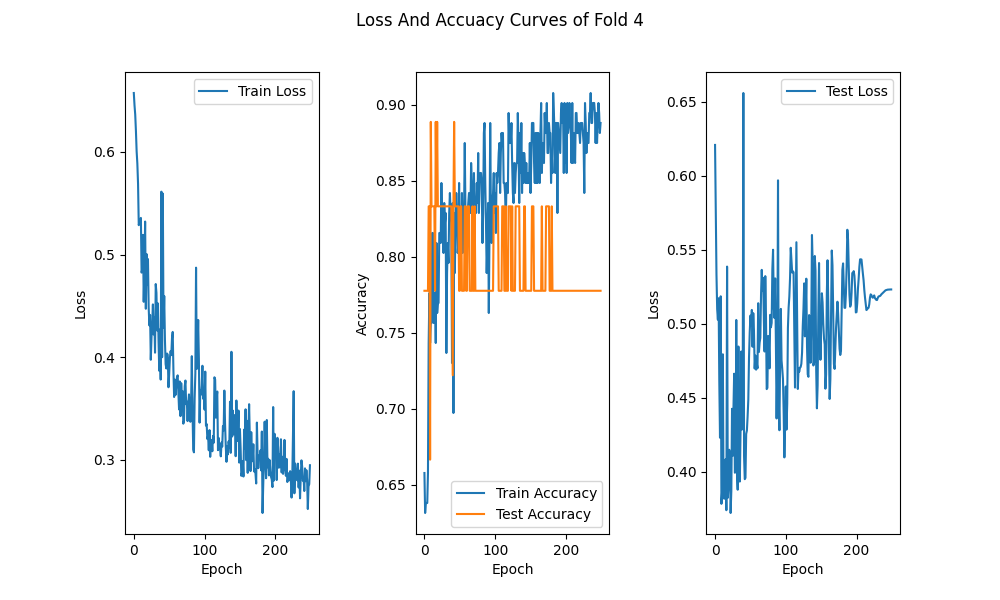 Loss And Accuacy Curves of Fold 4
Train Loss
0.6
0.5
0.4
0.3
Loss
0
100
200
Epoch
0.90
0.85
0.80
0.75
0.70
0.65
Accuracy
Train Accuracy
Test Accuracy
0
100
200
Epoch
Test Loss
0.65
0.60
0.55
0.50
0.45
0.40
Loss
0
100
200
Epoch